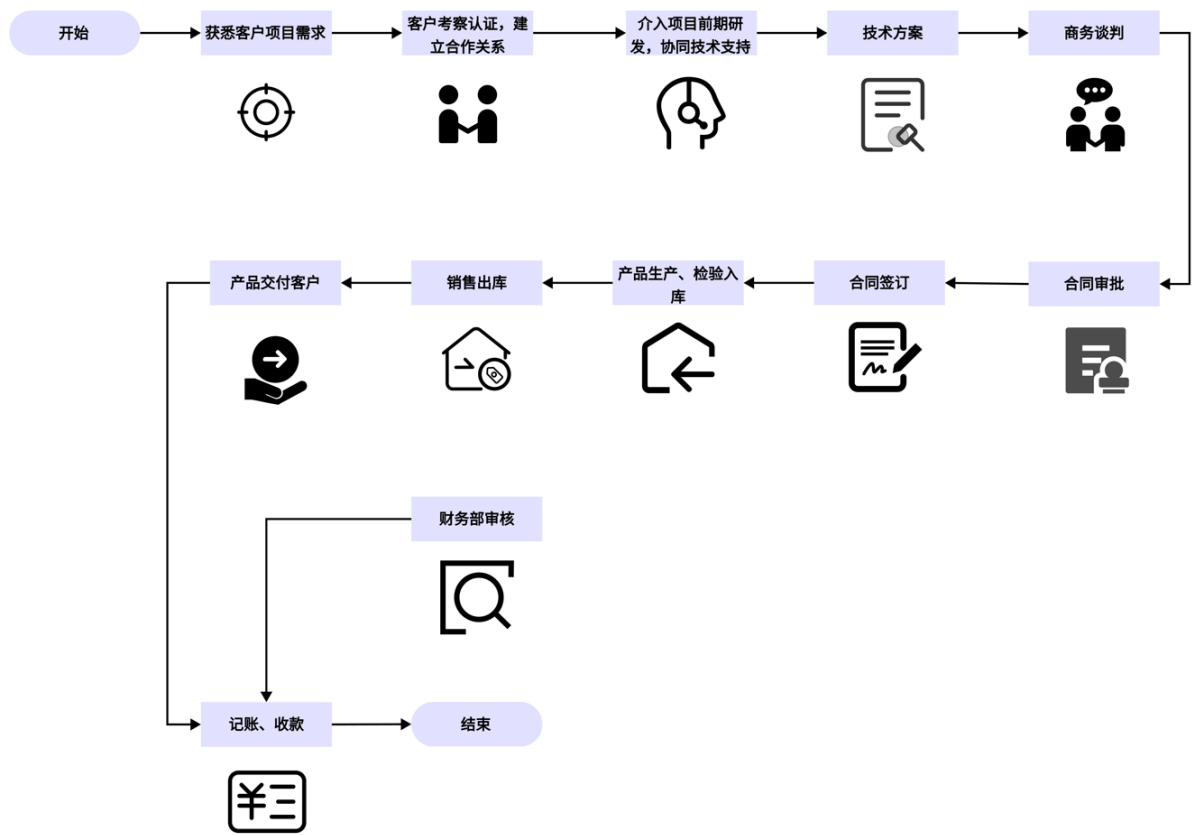 开始
获悉客户项目需求
客户考察认证，建
立合作关系
介入项目前期研
发，协同技术支持
技术方案
商务谈判
产品交付客户
销售出库
产品生产、检验入
库
合同签订
合同审批
财务部审核
记账、收款
结束